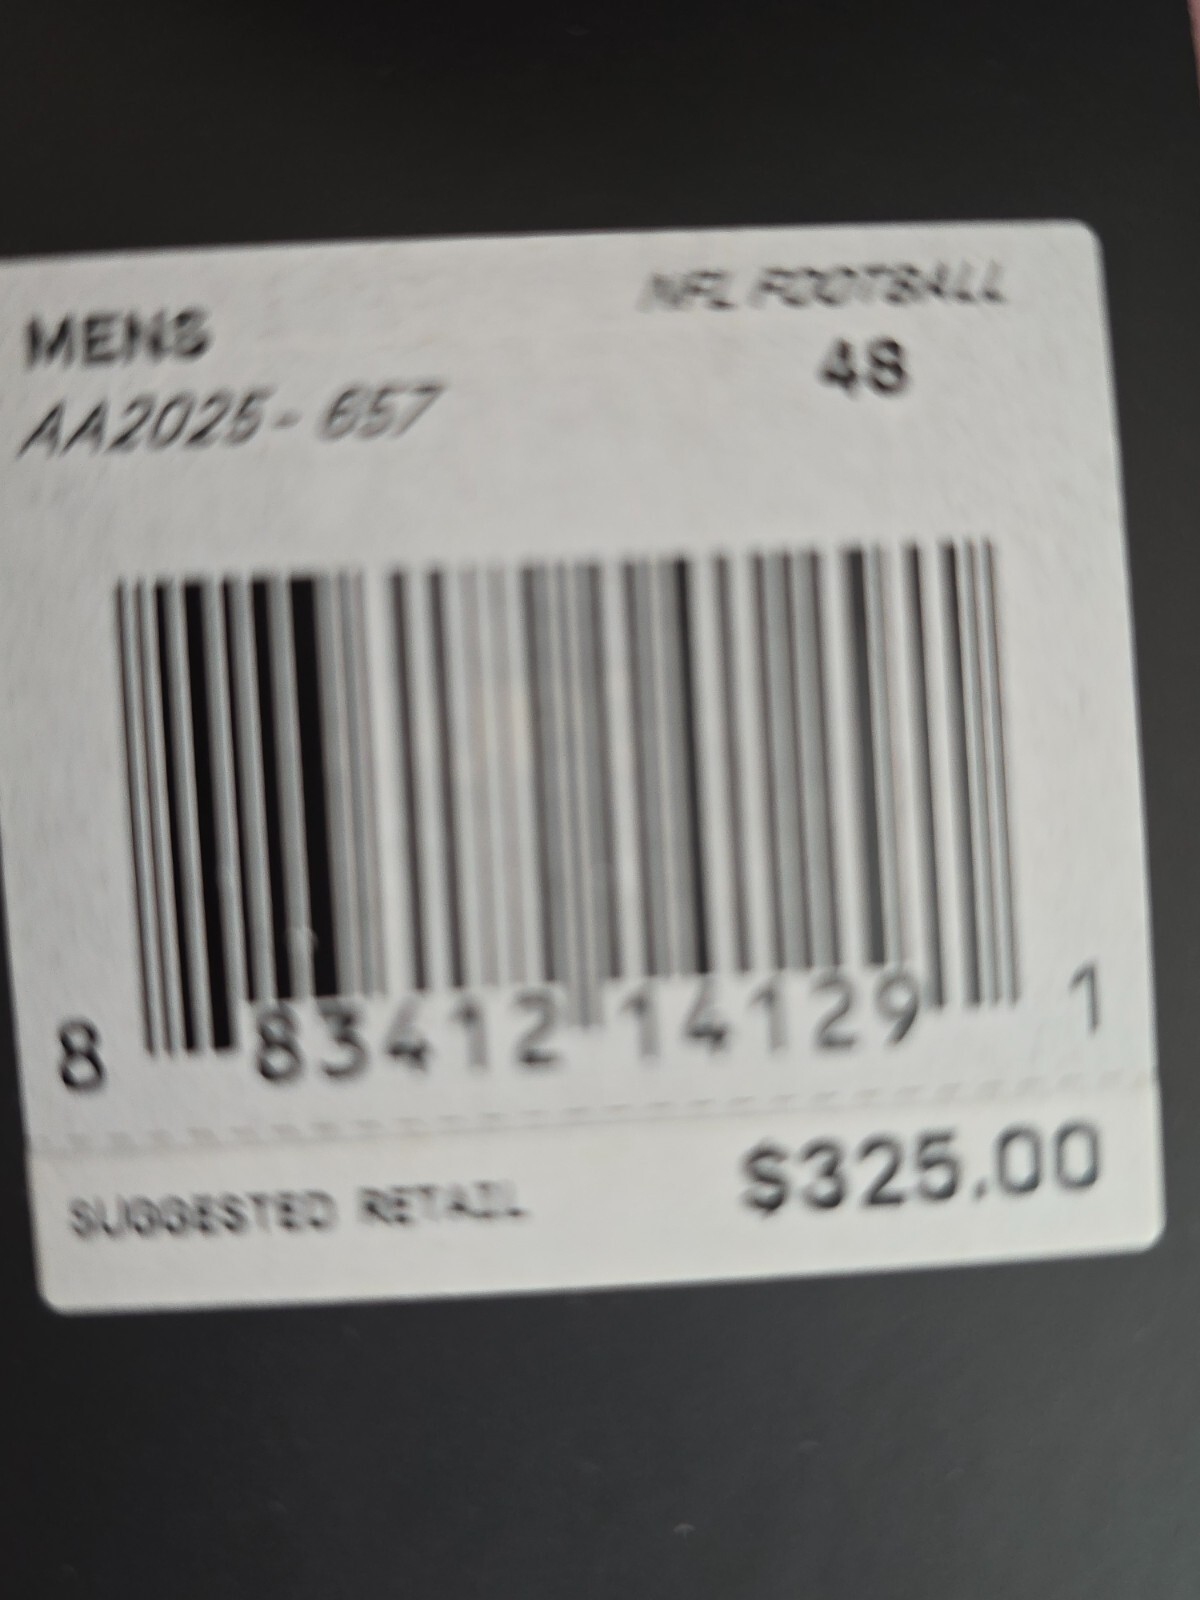 MENS
NFL FOOTBALL
AA2025-657
48
8 83412 14129 1
SUGGESTED RETAIL
$325.00